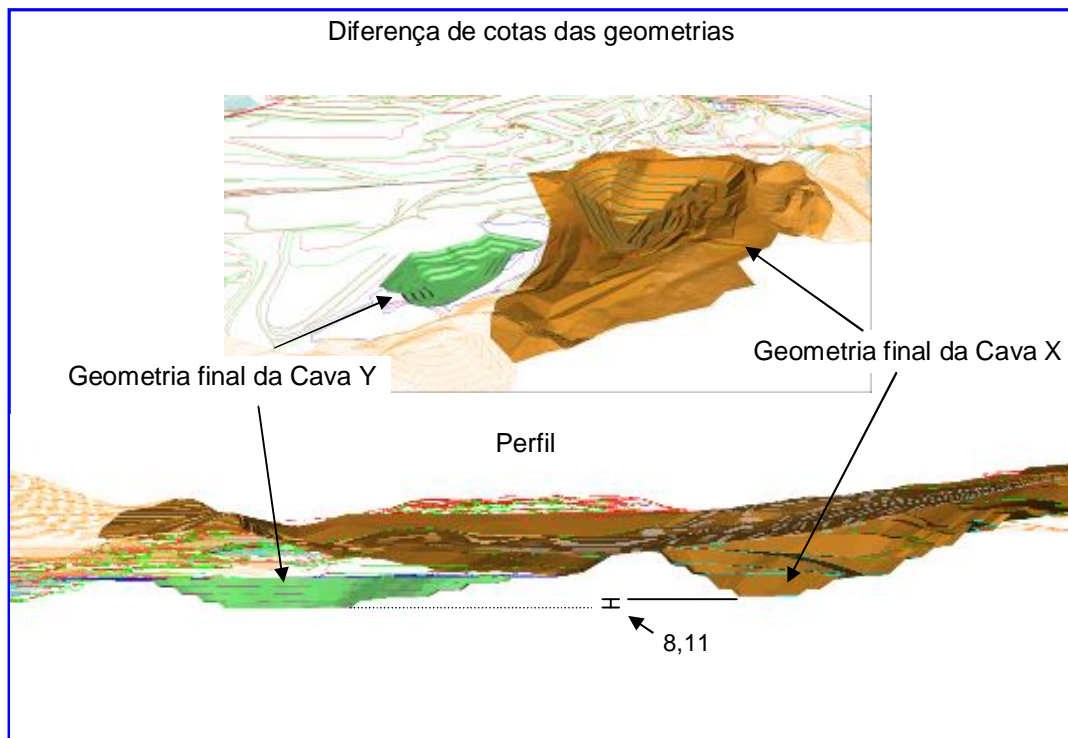 Diferença de cotas das geometrias
Geometria final da Cava X
Geometria final da Cava Y
Perfil
8,11